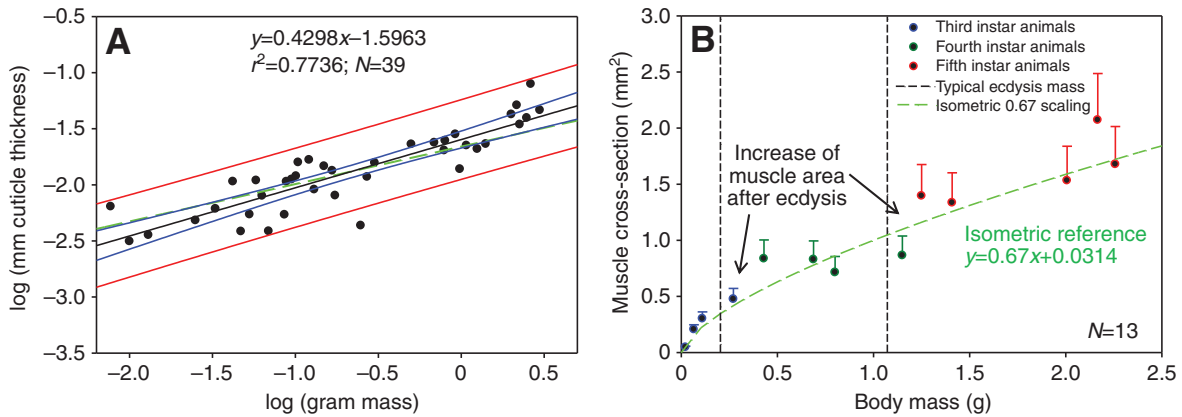 A
y=0.4298x–1.5963
r²=0.7736; N=39
log (mm cuticle thickness)
–0.5
–1.0
–1.5
–2.0
–2.5
–3.0
–3.5
–2.0
–1.5
–1.0
–0.5
0
0.5
log (gram mass)
B
Muscle cross-section (mm²)
3.0
2.5
2.0
1.5
1.0
0.5
0
Third instar animals
Fourth instar animals
Fifth instar animals
Typical ecdysis mass
Isometric 0.67 scaling
Increase of
muscle area
after ecdysis
Isometric reference
y=0.67x+0.0314
N=13
0
0.5
1.0
1.5
2.0
2.5
Body mass (g)